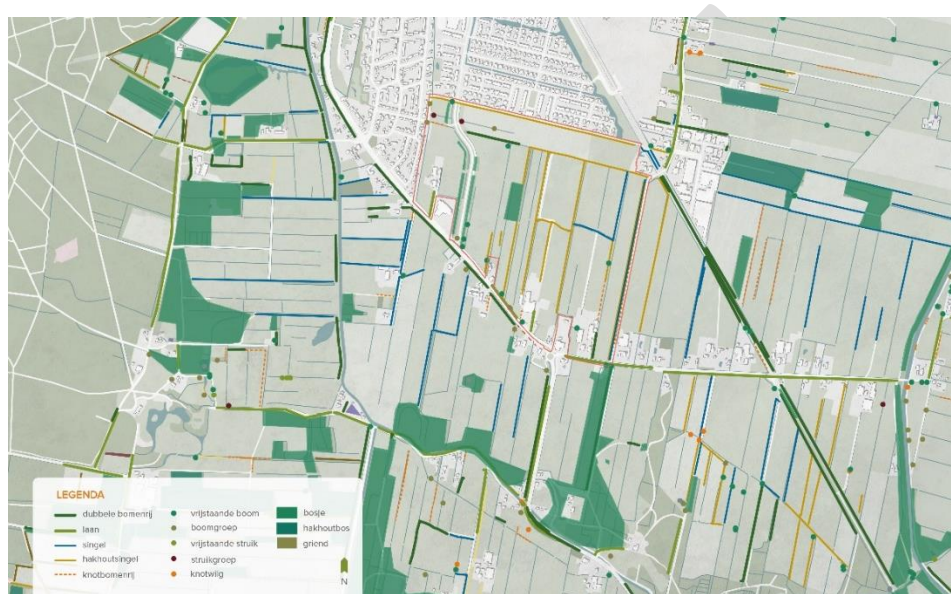 LEGENDA
dubbele bomenrij
laan
singel
hakhoutsingel
knotbomenrij
vrijstaande boom
boomgroep
vrijstaande struik
struikgroep
knotwilg
bosje
hakhoutbos
griend
N